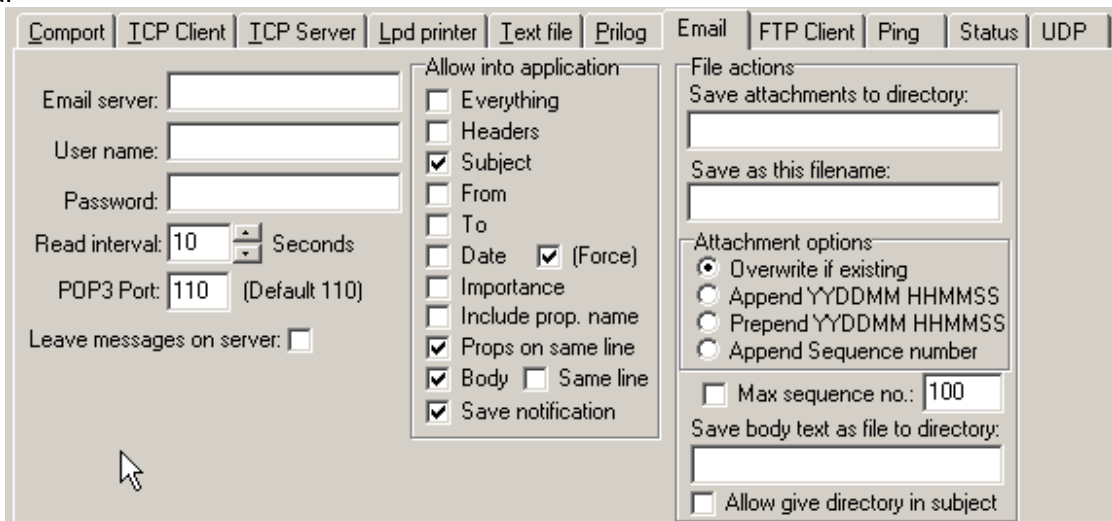 Comport TCP Client TCP Server Lpd printer Text file Prilog Email FTP Client Ping Status UDP
Email server:
User name:
Password:
Read interval: 10 Seconds
POP3 Port: 110 (Default 110)
Leave messages on server:
Allow into application
Everything
Headers
Subject
From
To
Date (Force)
Importance
Include prop. name
Props on same line
Body Same line
Save notification
File actions
Save attachments to directory:
Save as this filename:
Attachment options
Overwrite if existing
Append YYDDMM HHMMSS
Prepend YYDDMM HHMMSS
Append Sequence number
Max sequence no.: 100
Save body text as file to directory:
Allow give directory in subject